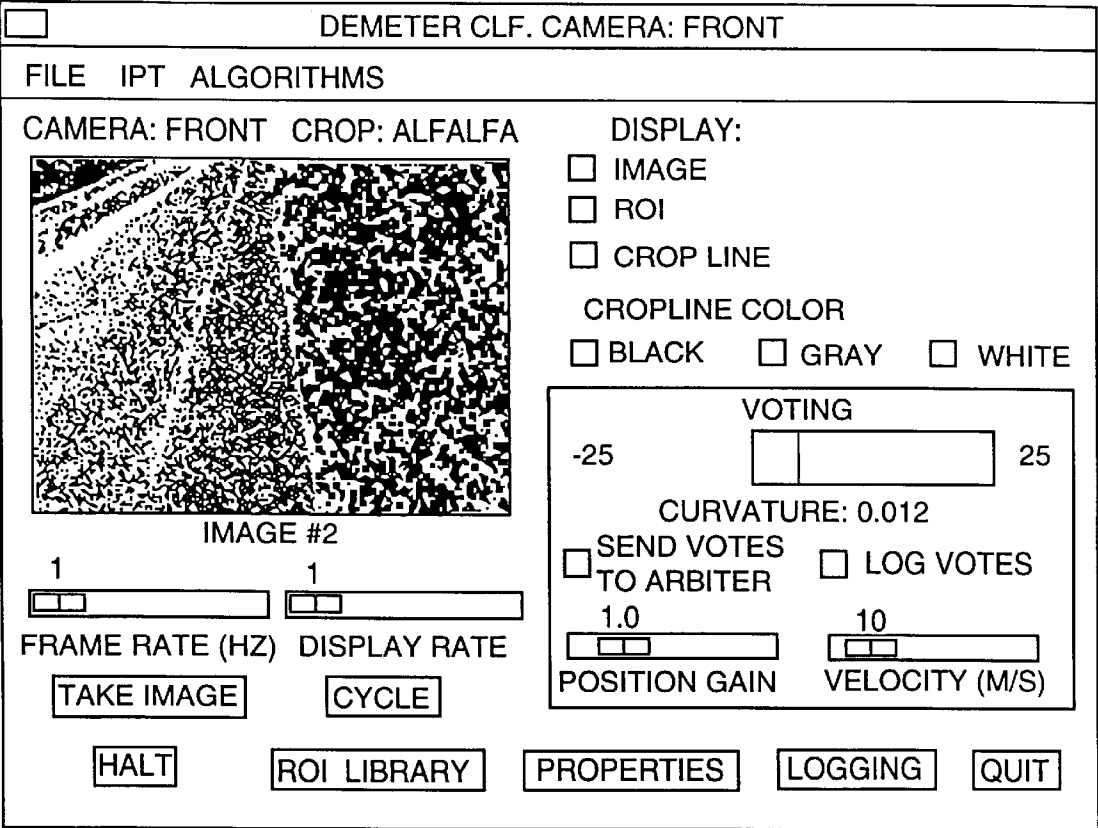 DEMETER CLF. CAMERA: FRONT
FILE IPT ALGORITHMS
CAMERA: FRONT CROP: ALFALFA
IMAGE #2
1
1
FRAME RATE (HZ) DISPLAY RATE
TAKE IMAGE
CYCLE
DISPLAY:
IMAGE
ROI
CROP LINE
CROPLINE COLOR
BLACK GRAY WHITE
VOTING
-25 25
CURVATURE: 0.012
SEND VOTES
TO ARBITER
LOG VOTES
1.0
10
POSITION GAIN VELOCITY (M/S)
HALT ROI LIBRARY PROPERTIES LOGGING QUIT